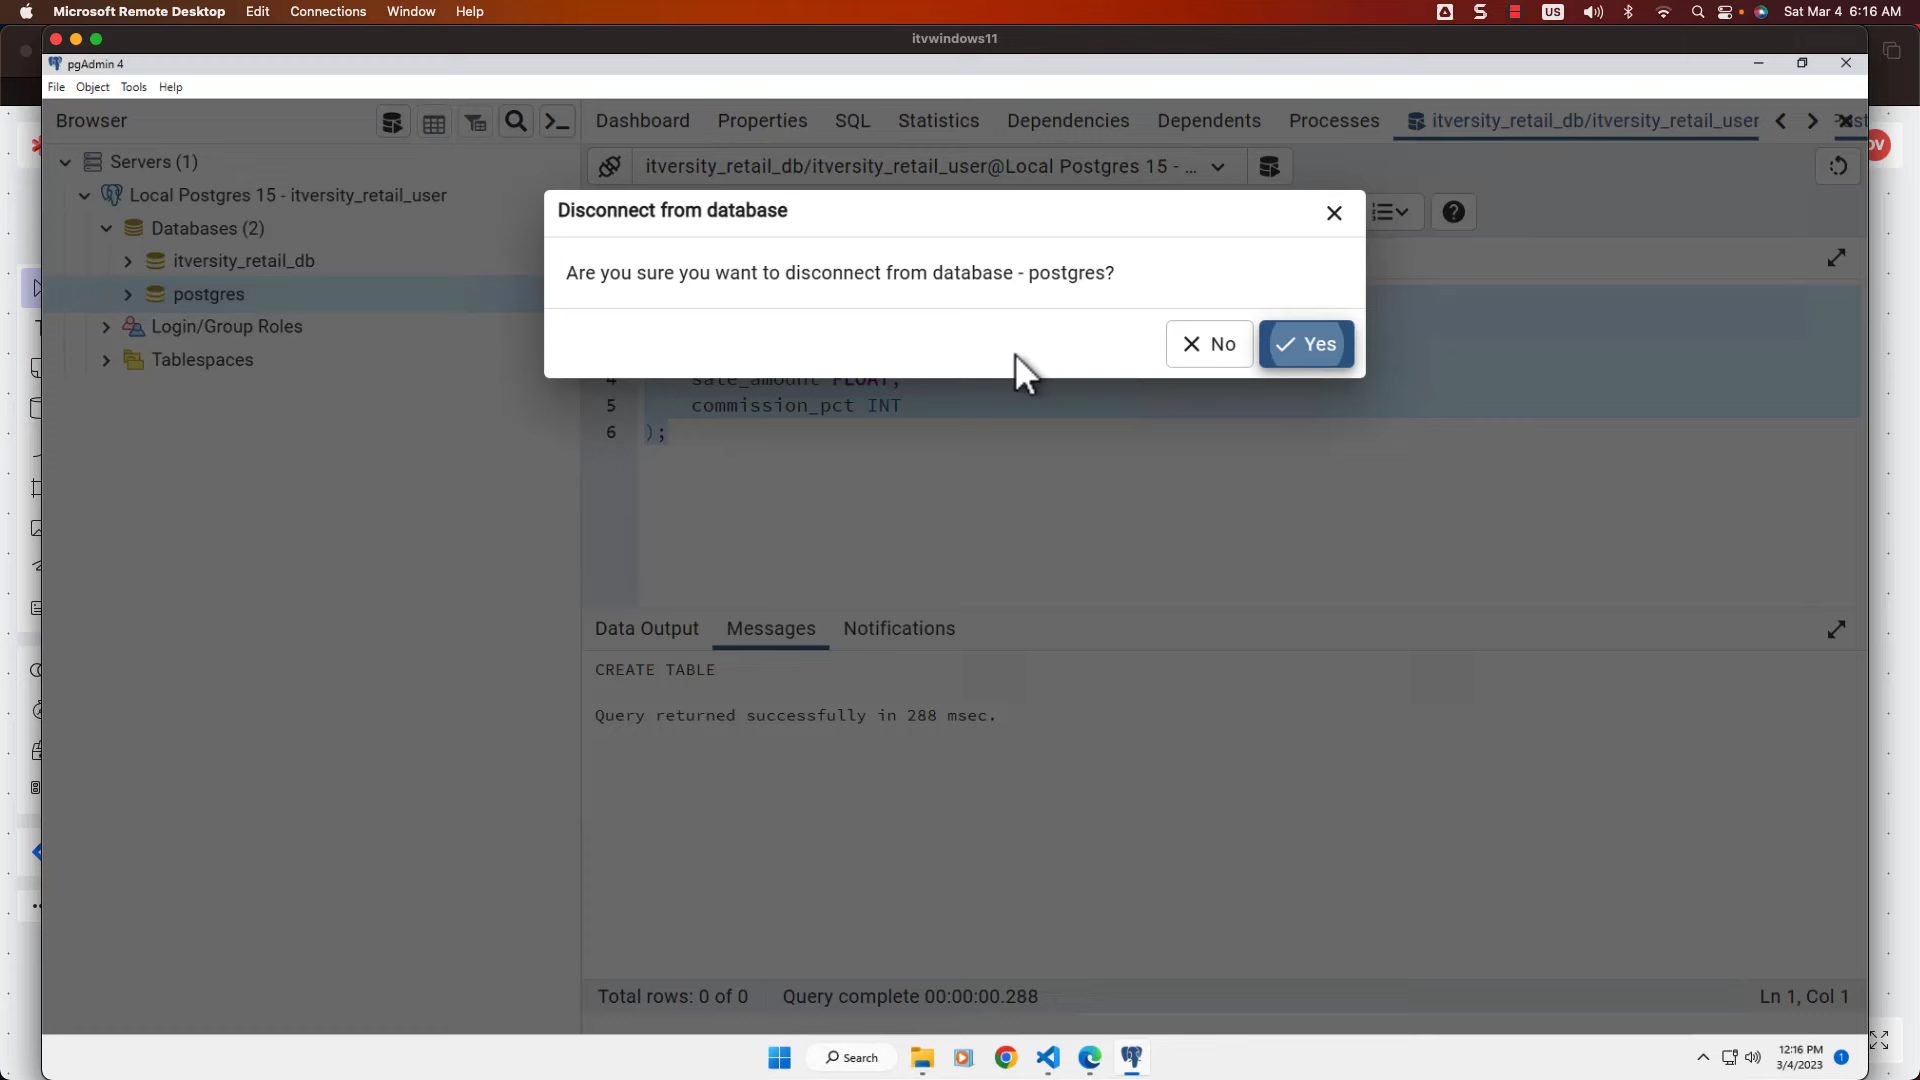 Microsoft Remote Desktop Edit Connections Window Help US Sat Mar 4 6:16 AM
itvwindows11
pgAdmin 4
File Object Tools Help
Browser
Dashboard Properties SQL Statistics Dependencies Dependents Processes itversity_retail_db/itversity_retail_user
Servers (1)
itversity_retail_db/itversity_retail_user@Local Postgres 15 - ...
Local Postgres 15 - itversity_retail_user
Databases (2)
itversity_retail_db
postgres
Login/Group Roles
Tablespaces
Disconnect from database
Are you sure you want to disconnect from database - postgres?
No Yes
sale_amount FLOAT,
5 commission_pct INT
6 );
Data Output Messages Notifications
CREATE TABLE
Query returned successfully in 288 msec.
Total rows: 0 of 0 Query complete 00:00:00.288 Ln 1, Col 1
Search
12:16 PM
3/4/2023
1